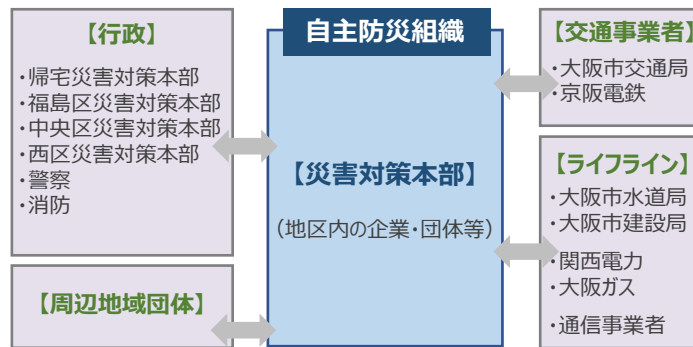 【行政】
・帰宅災害対策本部
・福島区災害対策本部
・中央区災害対策本部
・西区災害対策本部
・警察
・消防
【周辺地域団体】
自主防災組織
【災害対策本部】
(地区内の企業・団体等)
【交通事業者】
・大阪市交通局
・京阪電鉄
【ライフライン】
・大阪市水道局
・大阪市建設局
・関西電力
・大阪ガス
・通信事業者